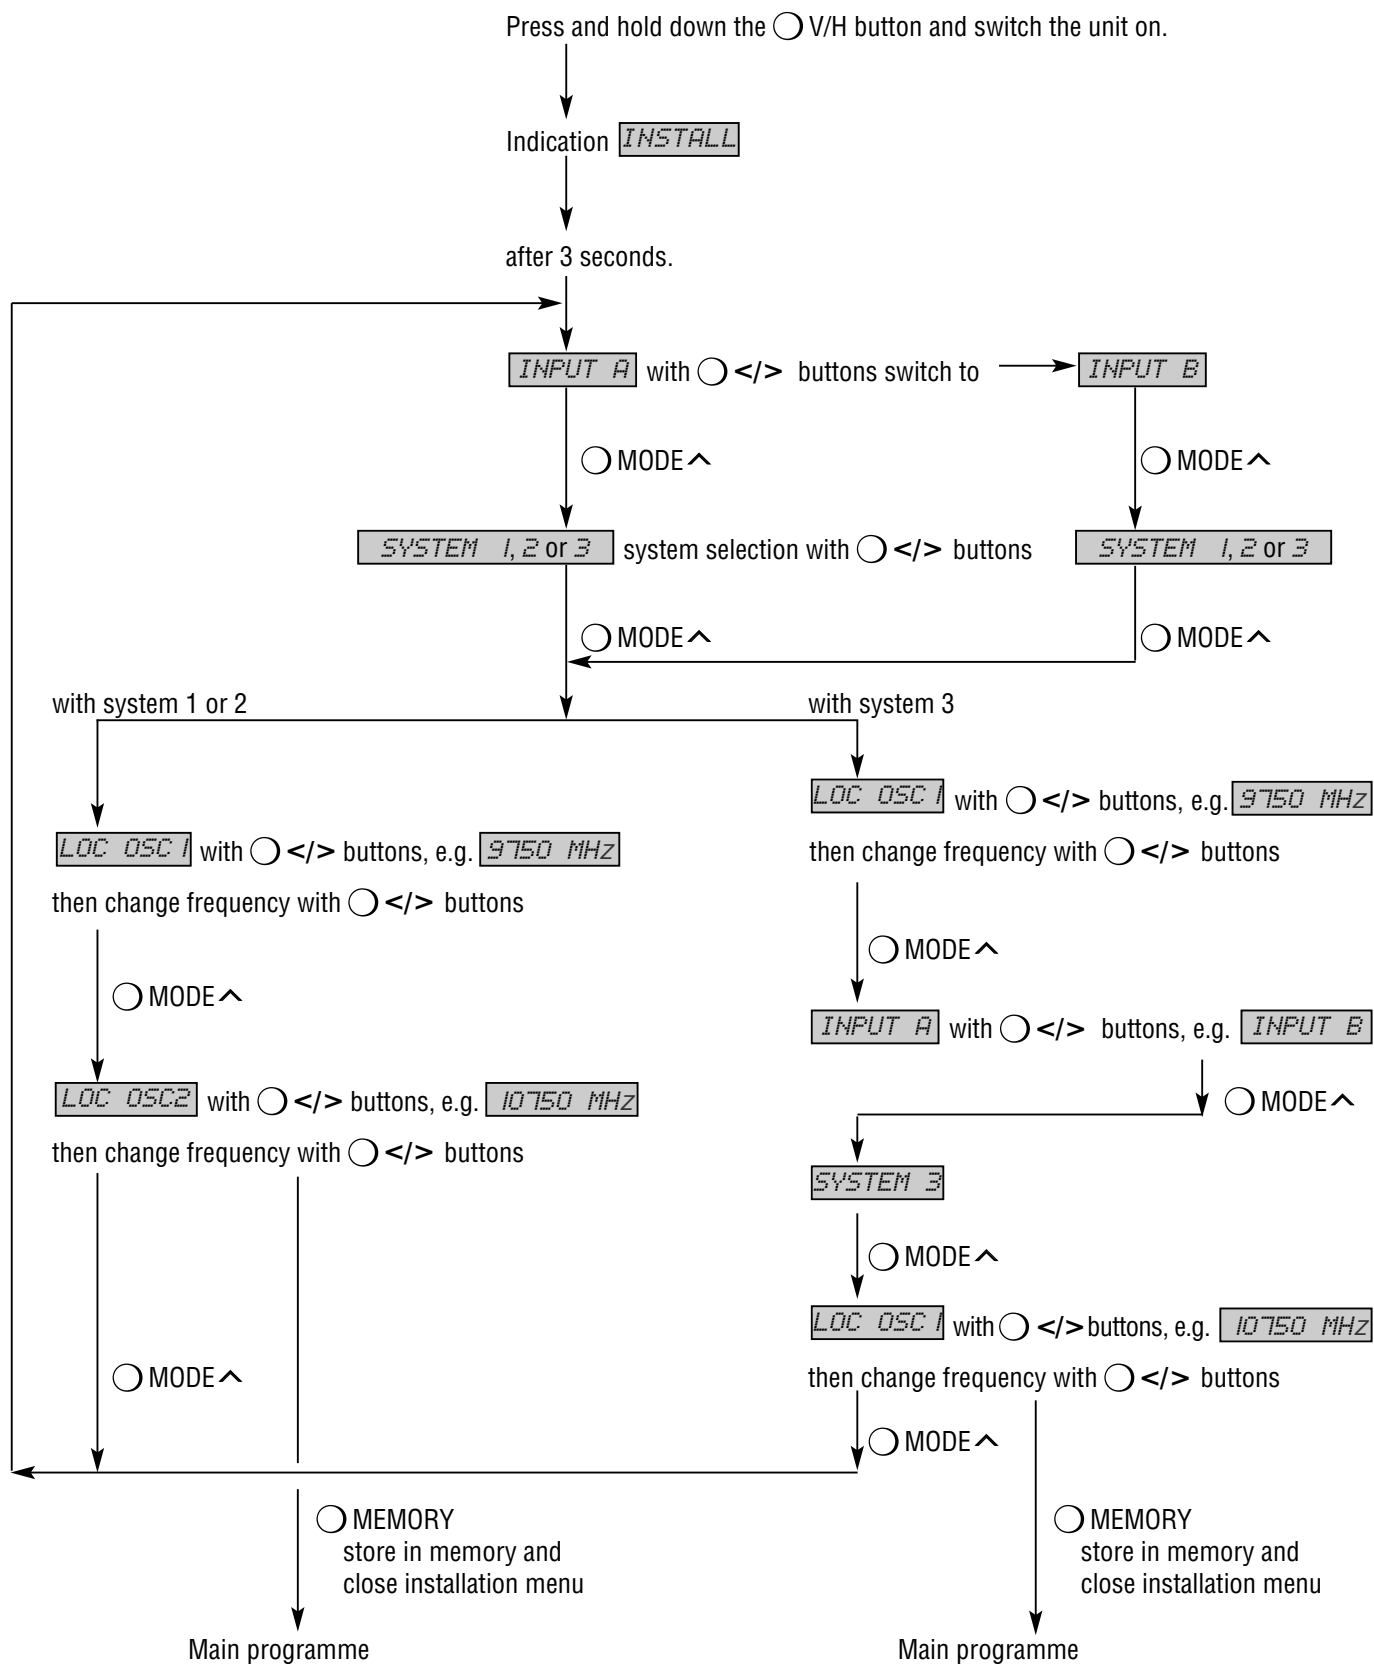 Press and hold down the V/H button and switch the unit on.
Indication INSTALL
after 3 seconds.
INPUT A with </> buttons switch to INPUT B
MODE MODE
SYSTEM 1, 2 or 3 system selection with </> buttons SYSTEM 1, 2 or 3
MODE MODE
with system 1 or 2
LOC OSC1 with </> buttons, e.g. 9750 MHz
then change frequency with </> buttons
MODE
LOC OSC2 with </> buttons, e.g. 10750 MHz
then change frequency with </> buttons
MODE
MEMORY
store in memory and
close installation menu
Main programme
with system 3
LOC OSC1 with </> buttons, e.g. 9750 MHz
then change frequency with </> buttons
MODE
INPUT A with </> buttons, e.g. INPUT B
MODE
SYSTEM 3
MODE
LOC OSC1 with </> buttons, e.g. 10750 MHz
then change frequency with </> buttons
MODE
MEMORY
store in memory and
close installation menu
Main programme